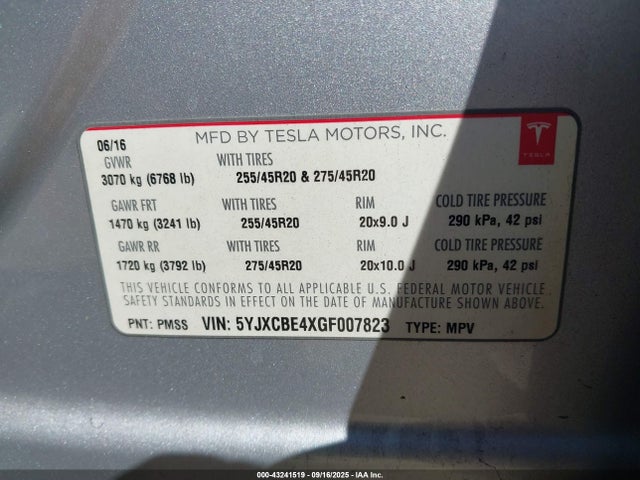 06/16 MFD BY TESLA MOTORS, INC.
TESLA
GVWR WITH TIRES
3070 kg (6768 lb) 255/45R20 & 275/45R20
GAWR FRT WITH TIRES RIM COLD TIRE PRESSURE
1470 kg (3241 lb) 255/45R20 20x9.0 J 290 kPa, 42 psi
GAWR RR WITH TIRES RIM COLD TIRE PRESSURE
1720 kg (3792 lb) 275/45R20 20x10.0 J 290 kPa, 42 psi
THIS VEHICLE CONFORMS TO ALL APPLICABLE U.S. FEDERAL MOTOR VEHICLE
SAFETY STANDARDS IN EFFECT ON THE DATE OF MANUFACTURE SHOWN ABOVE.
PNT: PMSS VIN: 5YJXCBE4XGF007823 TYPE: MPV
000-43241519 - 09/16/2025 - IAA Inc.